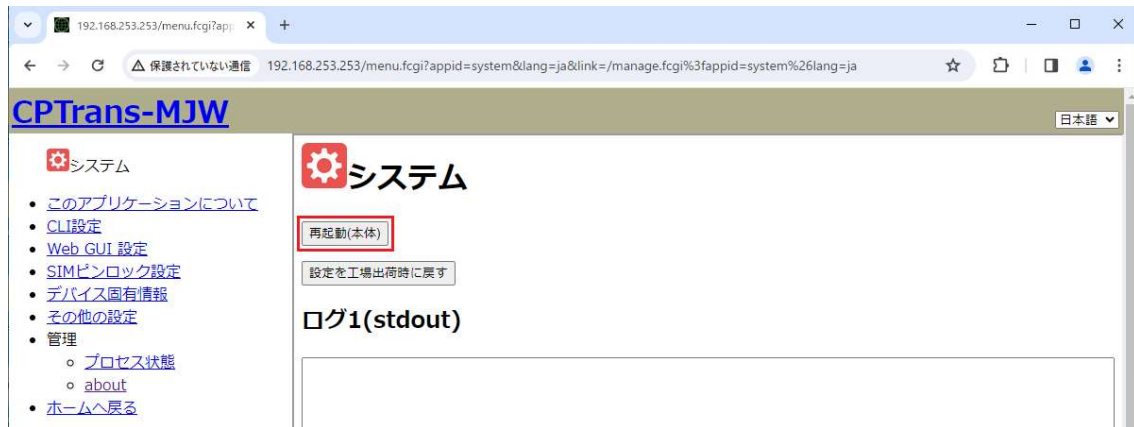 192.168.253.253/menu.fcgi?app
保護されていない通信 192.168.253.253/menu.fcgi?appid=system&lang=ja&link=/manage.fcgi%3fappid=system%26lang=ja
CPTrans-MJW
日本語
システム
このアプリケーションについて
CLI設定
Web GUI 設定
SIMピンロック設定
デバイス固有情報
その他の設定
管理
プロセス状態
about
ホームへ戻る
システム
再起動(本体)
設定を工場出荷時に戻す
ログ1(stdout)